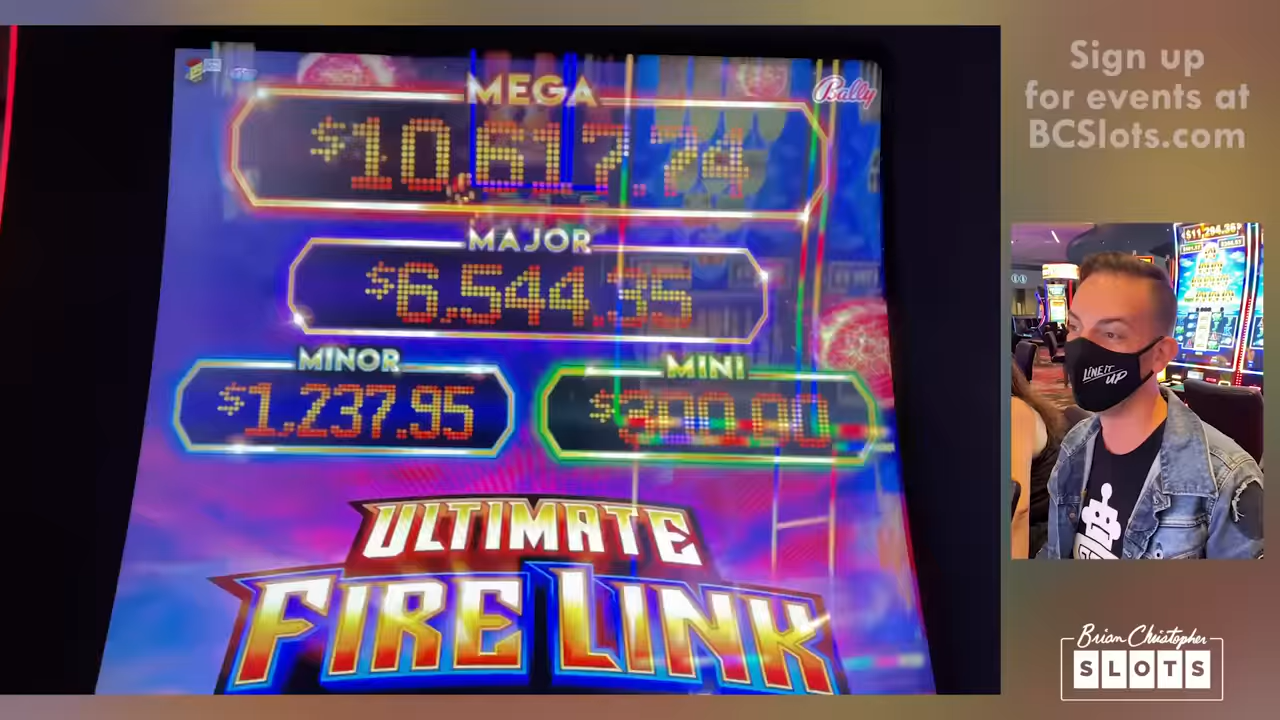 MEGA
Bally
$10,617.74
MAJOR
$6,544.35
MINOR
MINI
$1,237.95
ULTIMATE
FIRE LINK
Sign up
for events at
BCSlots.com
LINE IT
UP
Brian Christopher
SLOTS